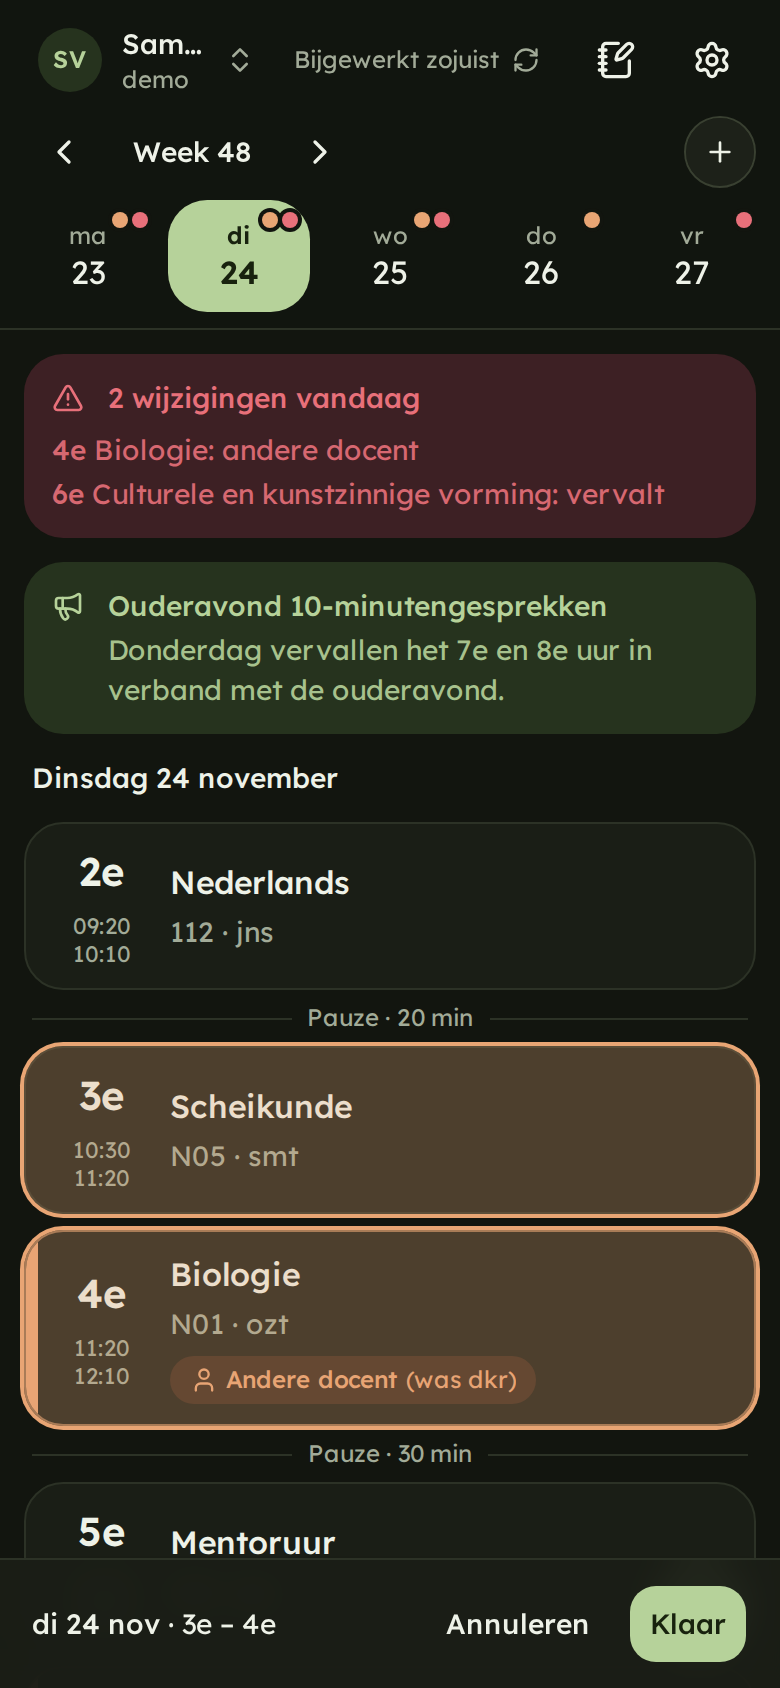 SV
Sam...
demo
Bijgewerkt zojuist
Week 48
ma
di
wo
do
vr
23
24
25
26
27
2 wijzigingen vandaag
4e Biologie: andere docent
6e Culturele en kunstzinnige vorming: vervalt
Ouderavond 10-minutengesprekken
Donderdag vervallen het 7e en 8e uur in
verband met de ouderavond.
Dinsdag 24 november
2e
09:20
10:10
Nederlands
112 · jns
Pauze · 20 min
3e
10:30
11:20
Scheikunde
N05 · smt
4e
11:20
12:10
Biologie
N01 · ozt
Andere docent (was dkr)
Pauze · 30 min
5e
Mentoruur
di 24 nov · 3e – 4e
Annuleren
Klaar